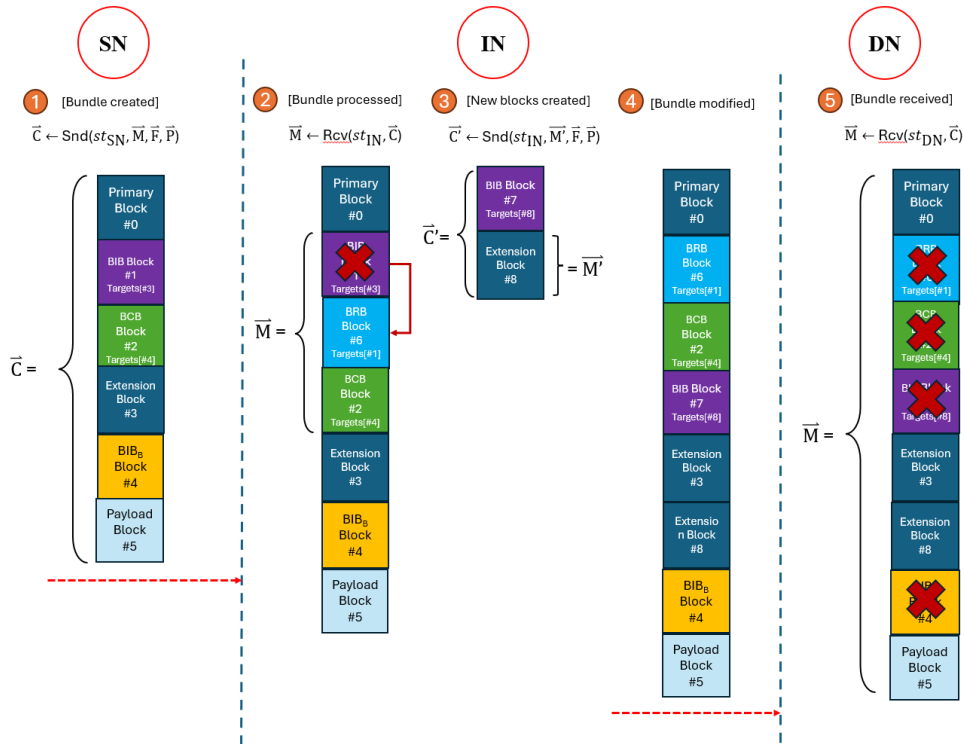 SN
IN
DN
1 [Bundle created]
C⃗ ← Snd(st_SN, M⃗, F⃗, P⃗)
C⃗ =
Primary
Block
#0
BIB Block
#1
Targets[#3]
BCB
Block
#2
Targets[#4]
Extension
Block
#3
BIB_B
Block
#4
Payload
Block
#5
2 [Bundle processed]
M⃗ ← Rcv(st_IN, C⃗)
M⃗ =
Primary
Block
#0
Targets[#3]
BRB
Block
#6
Targets[#1]
BCB
Block
#2
Targets[#4]
Extension
Block
#3
BIB_B
Block
#4
Payload
Block
#5
3 [New blocks created]
C⃗' ← Snd(st_IN, M⃗', F⃗, P⃗)
C⃗'=
BIB Block
#7
Targets[#8]
Extension
Block
#8
= M⃗'
4 [Bundle modified]
Primary
Block
#0
BRB
Block
#6
Targets[#1]
BCB
Block
#2
Targets[#4]
BIB Block
#7
Targets[#8]
Extension
Block
#3
Extensio
n Block
#8
BIB_B
Block
#4
Payload
Block
#5
5 [Bundle received]
M⃗ ← Rcv(st_DN, C⃗)
M⃗ =
Primary
Block
#0
BRB
Targets[#1]
BCB
Targets[#4]
Extension
Block
#3
Extension
Block
#8
#4
Payload
Block
#5